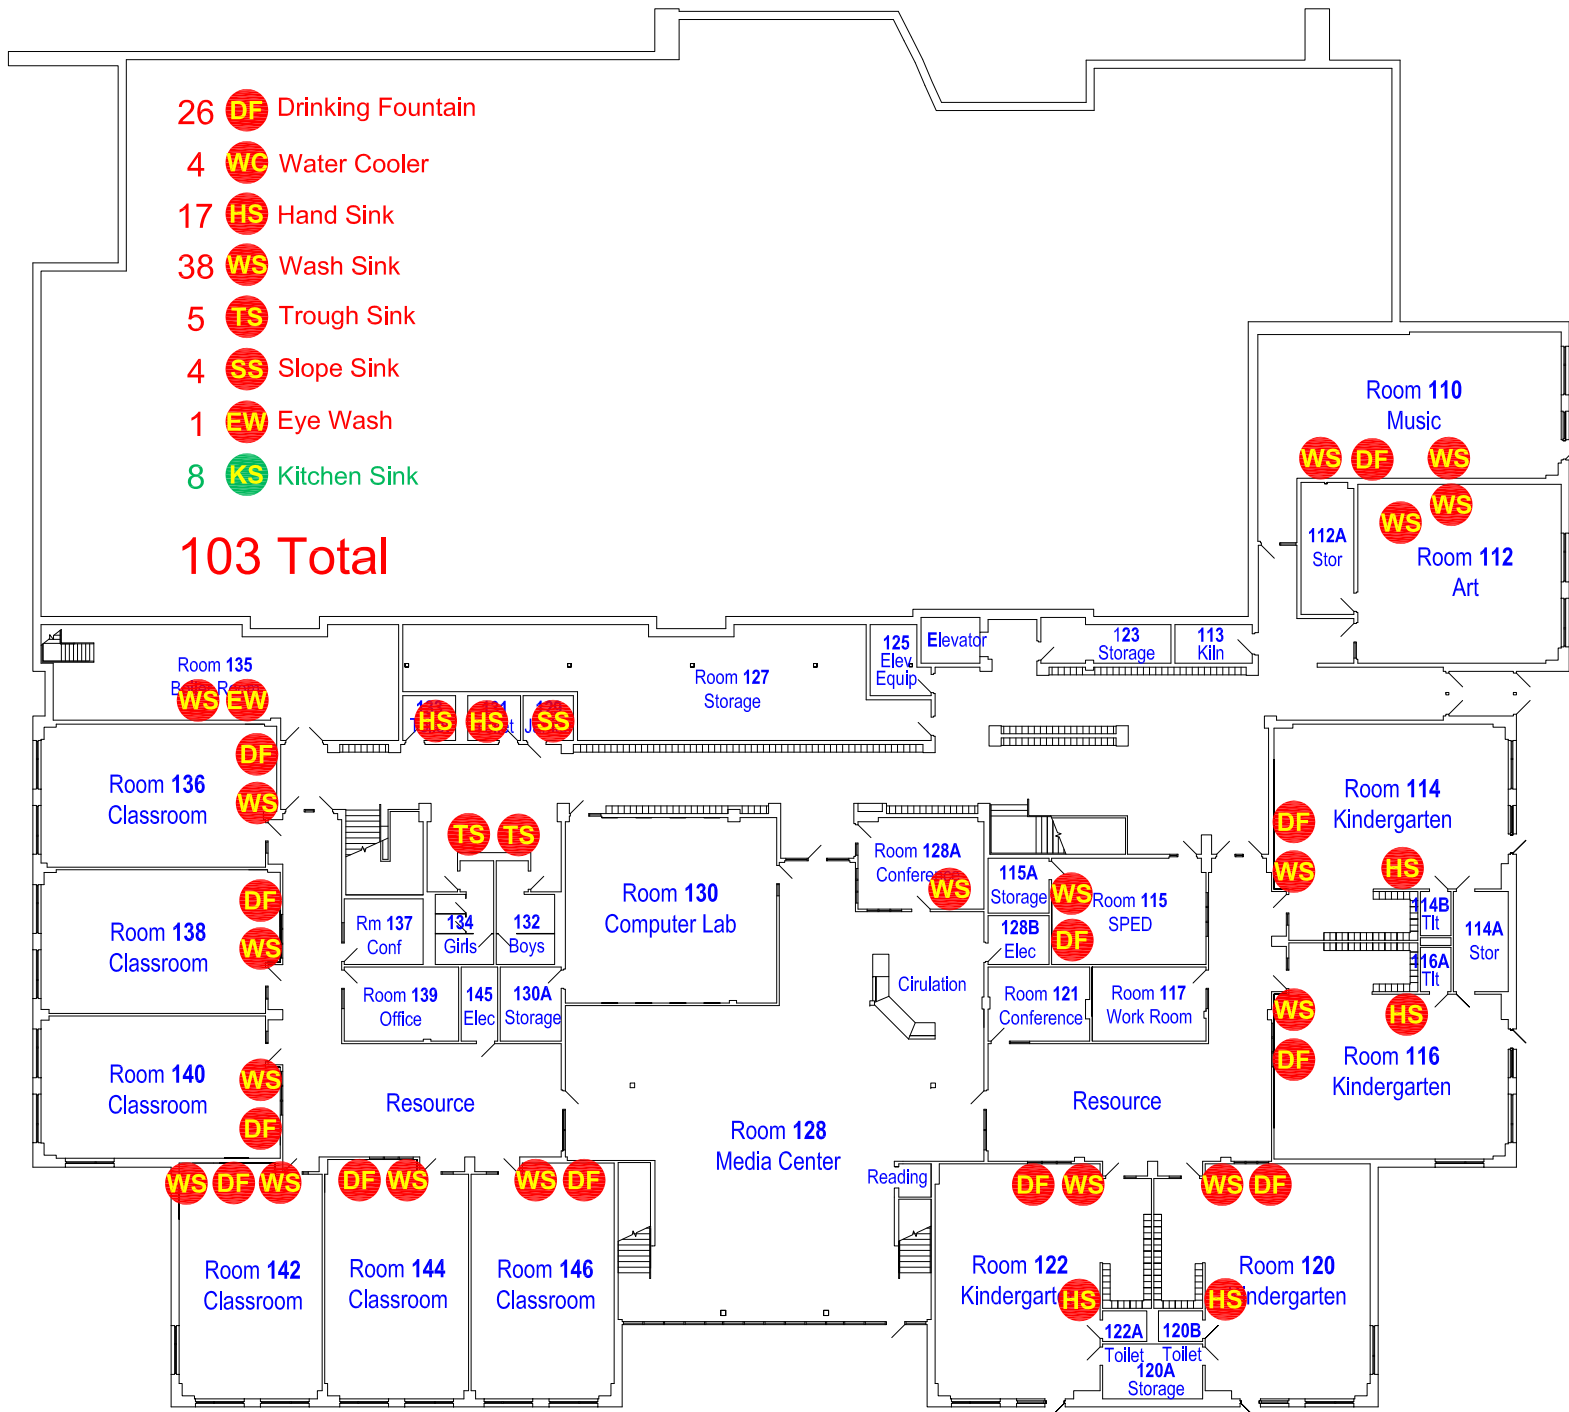 26 DF Drinking Fountain
4 WC Water Cooler
17 HS Hand Sink
38 WS Wash Sink
5 TS Trough Sink
4 SS Slope Sink
1 EW Eye Wash
8 KS Kitchen Sink
103 Total
Room 110
Music
WS DF WS
WS
WS
112A
Stor
Room 112
Art
Elevator
123
Storage
113
Kiln
125
Elev
Equip
Room 127
Storage
Room 135
WS EW
HS
HS
SS
DF
Room 136
Classroom
WS
TS TS
Room 128A
Conference
WS
115A
Storage
WS
Room 115
SPED
DF
128B
Elec
Room 114
Kindergarten
DF
WS
HS
114B
Tlt
114A
Stor
116A
Tlt
WS
HS
DF
Room 116
Kindergarten
Room 130
Computer Lab
DF
Room 138
Classroom
WS
Rm 137
Conf
134
Girls
132
Boys
Room 139
Office
145
Elec
130A
Storage
Cirulation
Room 121
Conference
Room 117
Work Room
Room 140
Classroom
WS
DF
Resource
Resource
Room 128
Media Center
Reading
WS DF WS
DF WS
WS DF
DF WS
WS DF
Room 142
Classroom
Room 144
Classroom
Room 146
Classroom
Room 122
HS
Room 120
HS
122A
Toilet
120B
Toilet
120A
Storage